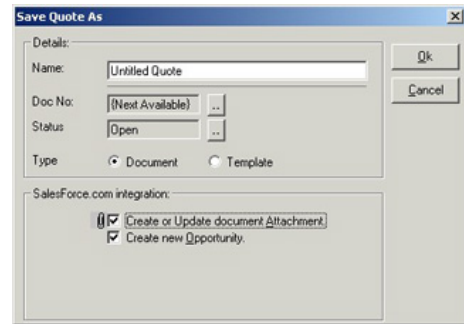 Save Quote As
Details:
Name: Untitled Quote
Ok
Doc No: {Next Available} ..
Cancel
Status Open ..
Type Document Template
SalesForce.com integration:
Create or Update document Attachment.
Create new Opportunity.